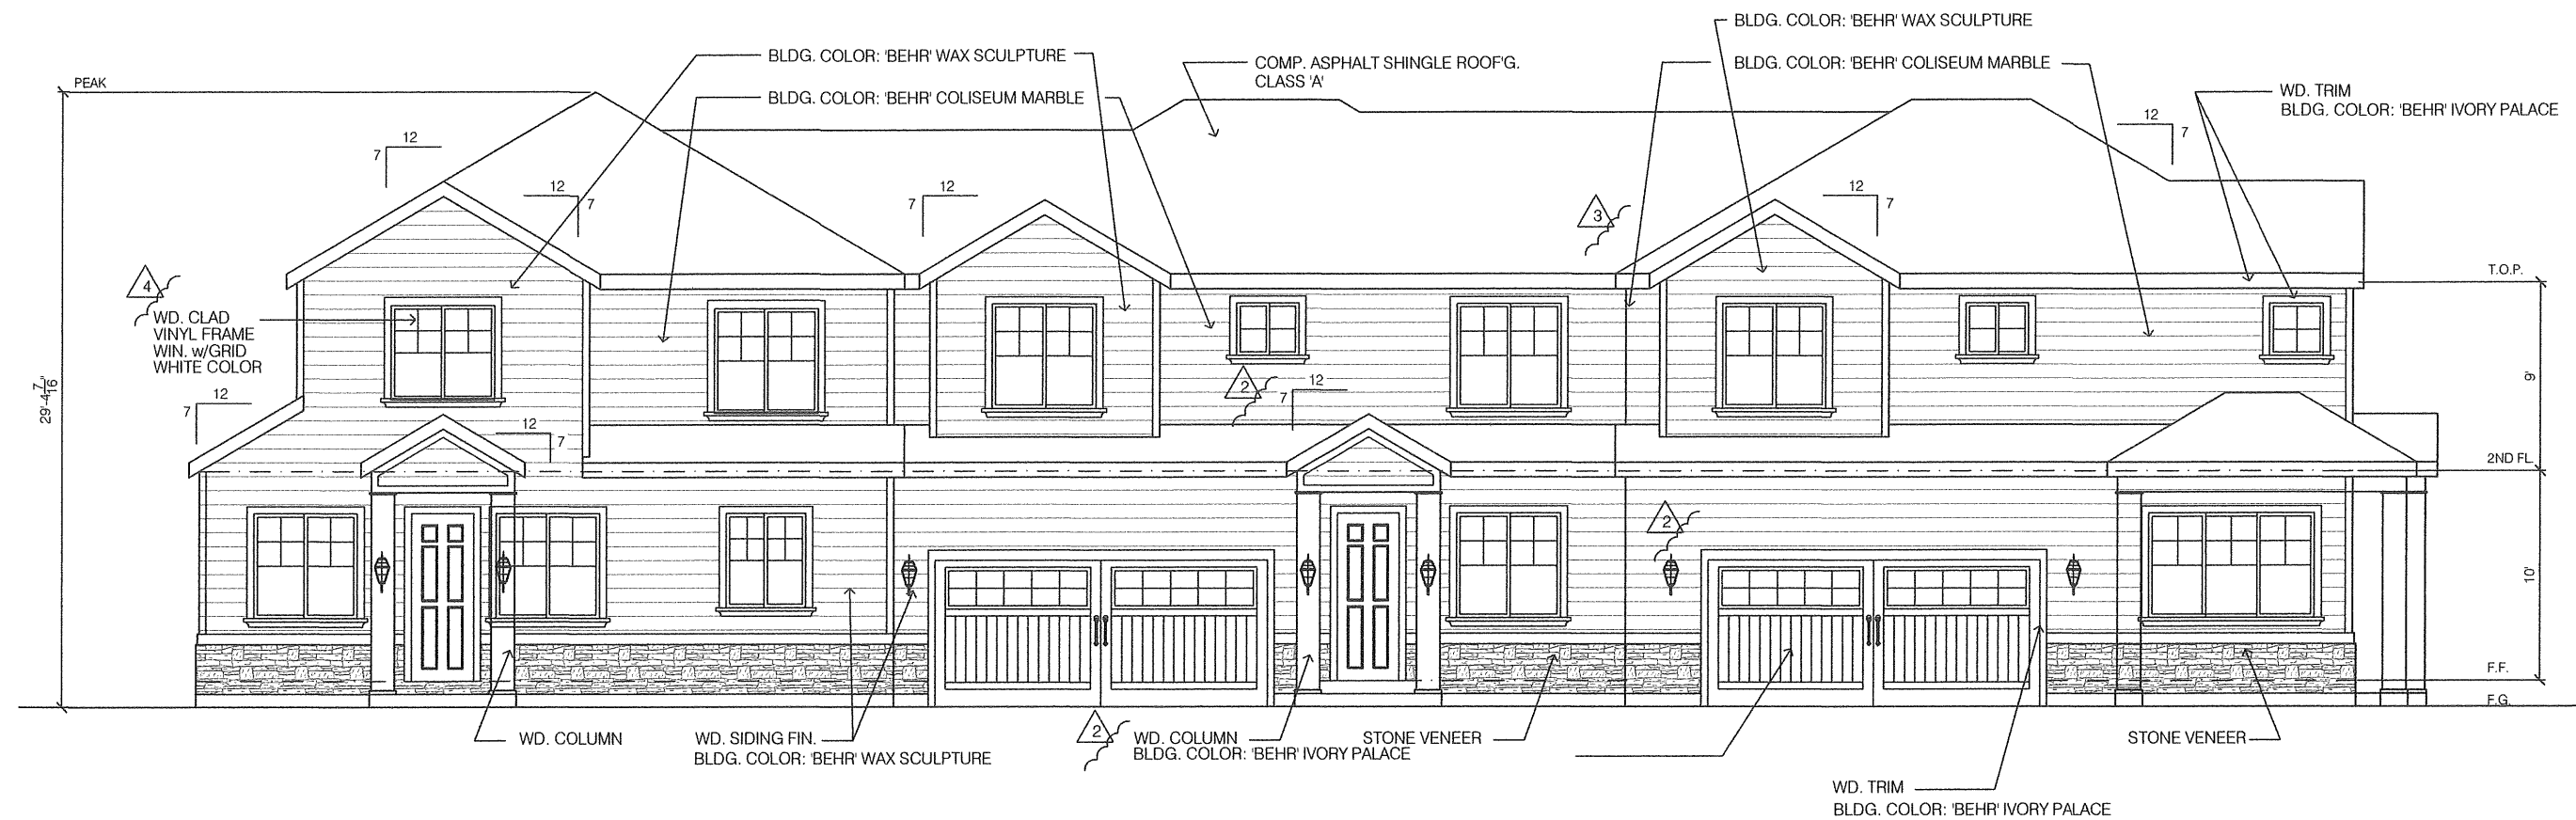 BLDG. COLOR: 'BEHR' WAX SCULPTURE
BLDG. COLOR: 'BEHR' WAX SCULPTURE
COMP. ASPHALT SHINGLE ROOF'G.
CLASS 'A'
BLDG. COLOR: 'BEHR' COLISEUM MARBLE
PEAK
BLDG. COLOR: 'BEHR' COLISEUM MARBLE
WD. TRIM
BLDG. COLOR: 'BEHR' IVORY PALACE
12
7
12
7
12
7
12
7
12
7
3
T.O.P.
4
WD. CLAD
VINYL FRAME
WIN. w/GRID
WHITE COLOR
29'-4 7/16"
9'
2
12
7
12
7
12
7
2ND FL.
2
10'
F.F.
F.G.
WD. COLUMN
WD. SIDING FIN.
BLDG. COLOR: 'BEHR' WAX SCULPTURE
2
WD. COLUMN
BLDG. COLOR: 'BEHR' IVORY PALACE
STONE VENEER
STONE VENEER
WD. TRIM
BLDG. COLOR: 'BEHR' IVORY PALACE